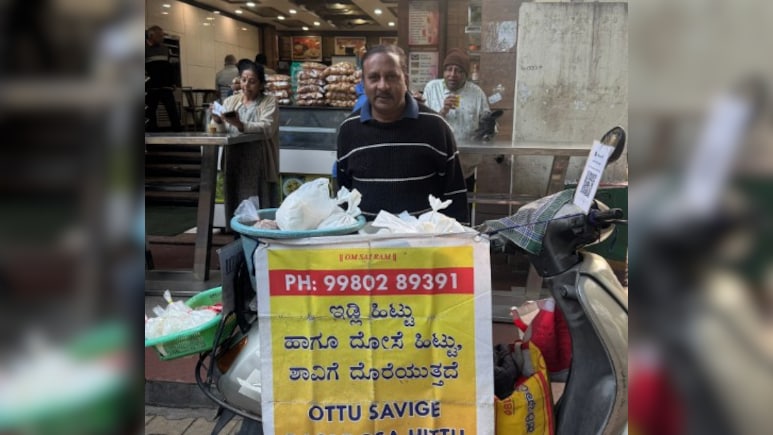 || OM SAI RAM ||
PH: 99802 89391
ಇಡ್ಲಿ ಹಿಟ್ಟು
ಹಾಗೂ ದೋಸೆ ಹಿಟ್ಟು,
ಶಾವಿಗೆ ದೊರೆಯುತ್ತದೆ
OTTU SAVIGE